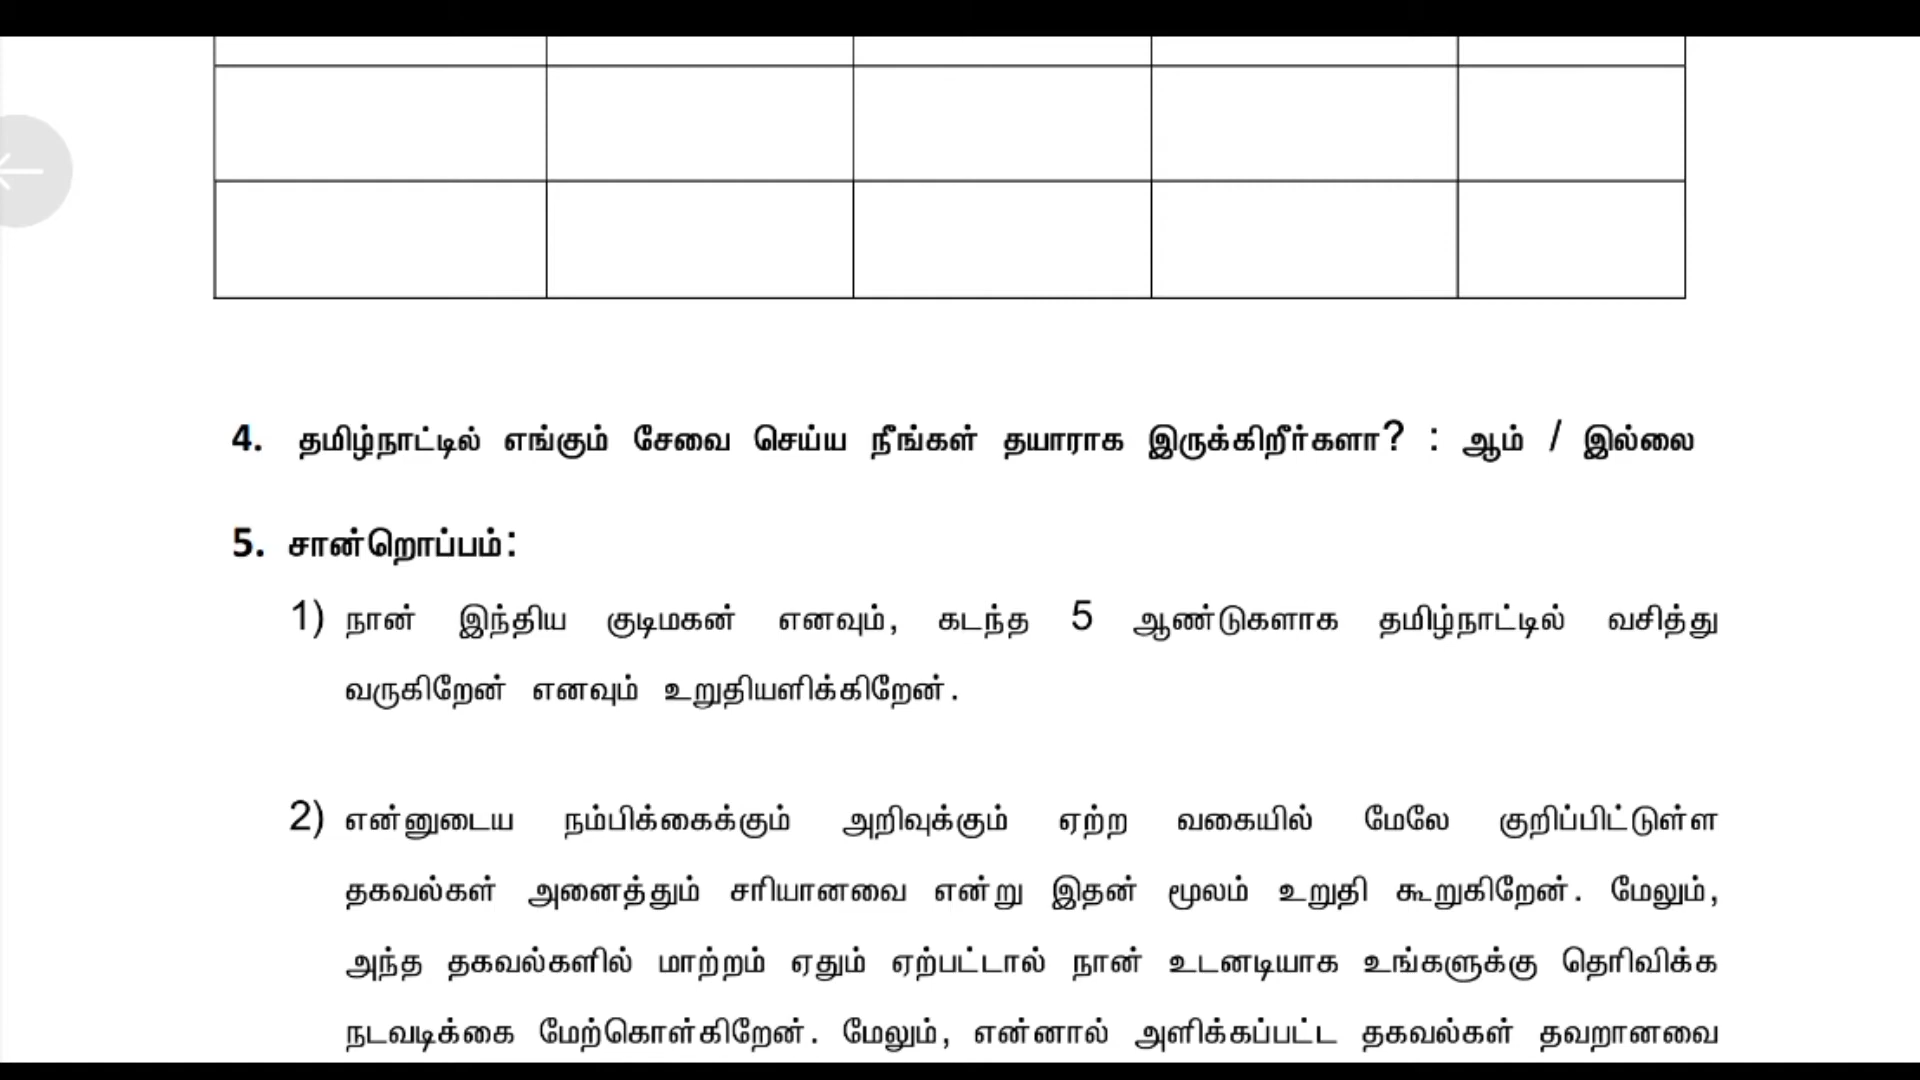 4. தமிழ்நாட்டில் எங்கும் சேவை செய்ய நீங்கள் தயாராக இருக்கிறீர்களா? : ஆம் / இல்லை
5. சான்றொப்பம்:
1) நான் இந்திய குடிமகன் எனவும், கடந்த 5 ஆண்டுகளாக தமிழ்நாட்டில் வசித்து
வருகிறேன் எனவும் உறுதியளிக்கிறேன்.
2) என்னுடைய நம்பிக்கைக்கும் அறிவுக்கும் ஏற்ற வகையில் மேலே குறிப்பிட்டுள்ள
தகவல்கள் அனைத்தும் சரியானவை என்று இதன் மூலம் உறுதி கூறுகிறேன். மேலும்,
அந்த தகவல்களில் மாற்றம் ஏதும் ஏற்பட்டால் நான் உடனடியாக உங்களுக்கு தெரிவிக்க
நடவடிக்கை மேற்கொள்கிறேன். மேலும், என்னால் அளிக்கப்பட்ட தகவல்கள் தவறானவை